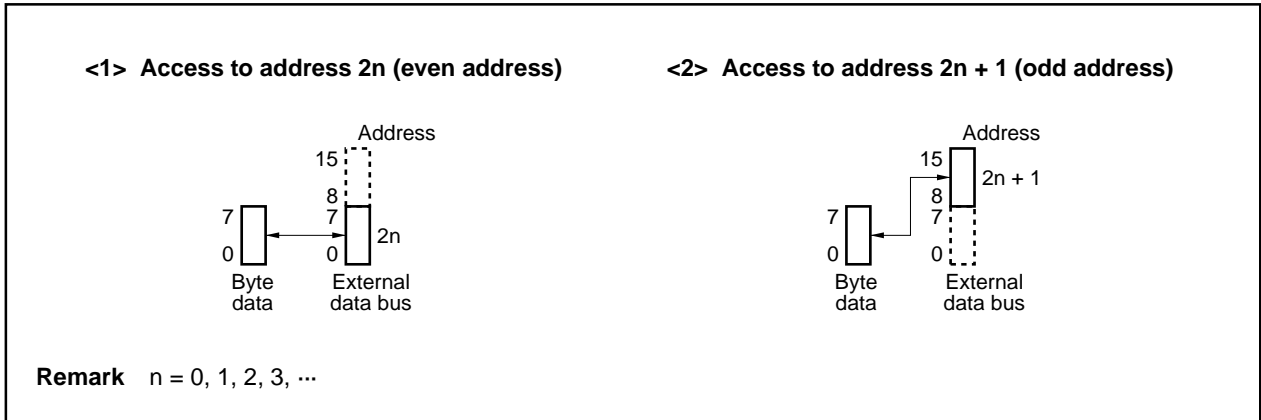 <1> Access to address 2n (even address)
Address
15
8
7
7
2n
0
0
Byte
data
External
data bus
<2> Access to address 2n + 1 (odd address)
Address
15
2n + 1
8
7
7
0
0
Byte
data
External
data bus
Remark n = 0, 1, 2, 3, ···